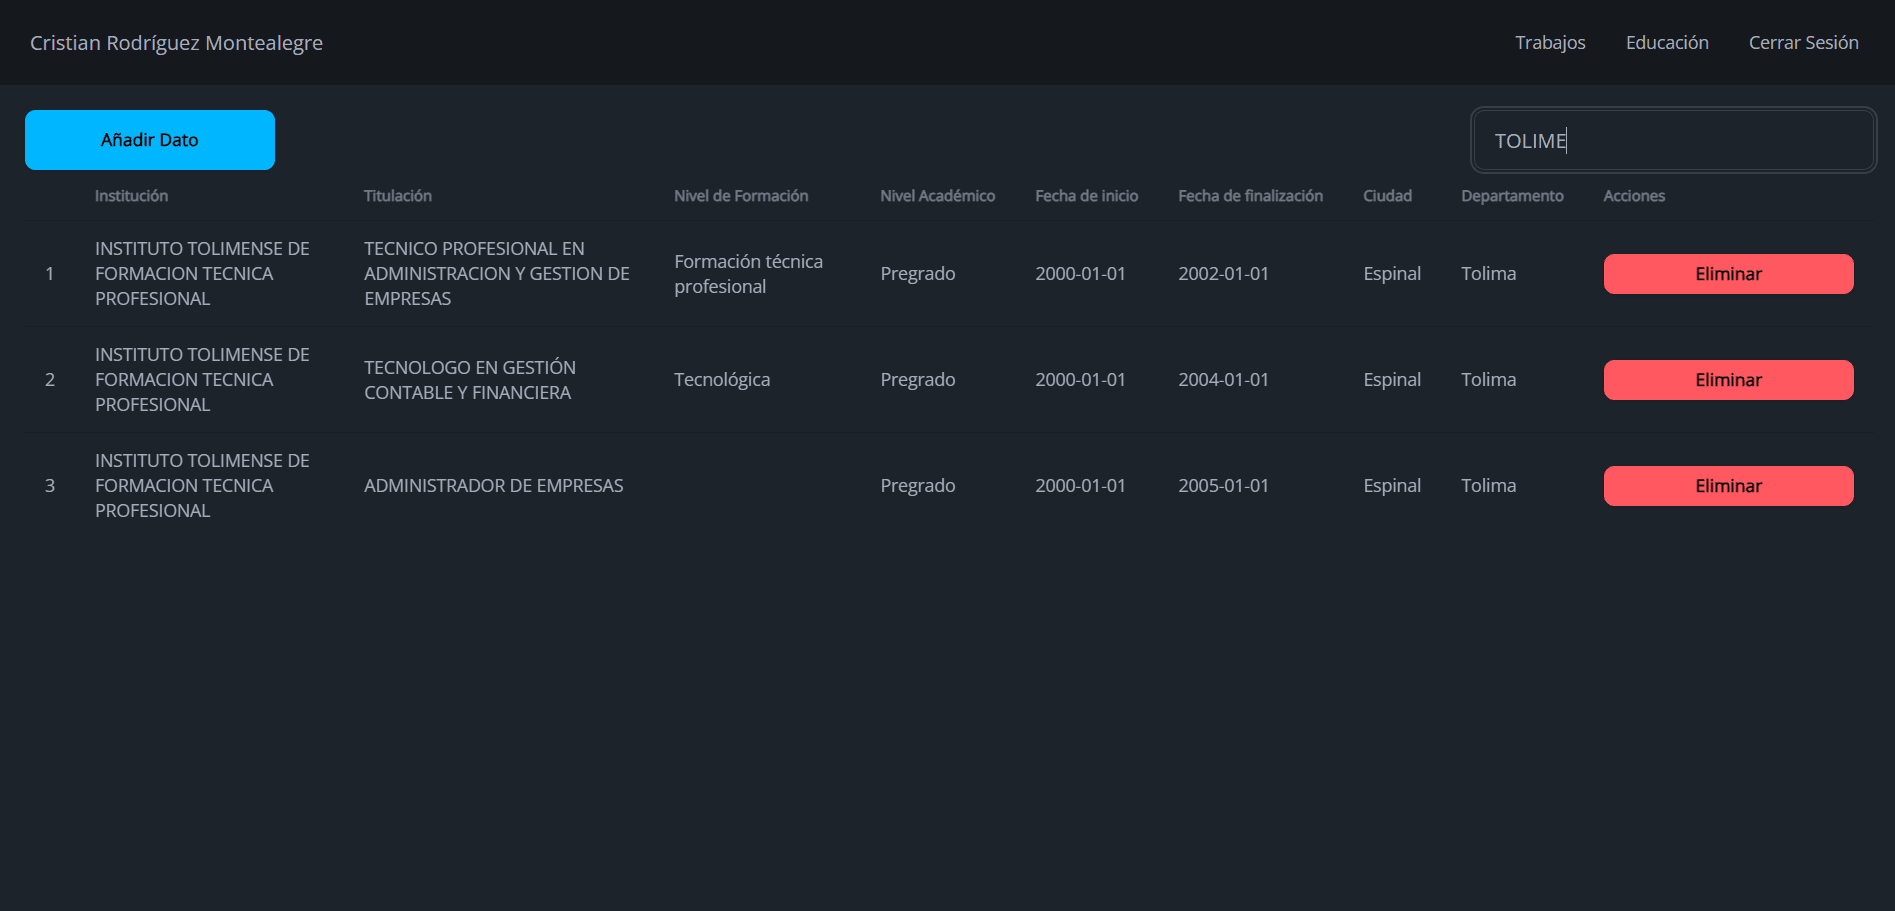 Cristian Rodríguez Montealegre
Trabajos Educación Cerrar Sesión
Añadir Dato
TOLIME
Institución Titulación Nivel de Formación Nivel Académico Fecha de inicio Fecha de finalización Ciudad Departamento Acciones
1
INSTITUTO TOLIMENSE DE
FORMACION TECNICA
PROFESIONAL
TECNICO PROFESIONAL EN
ADMINISTRACION Y GESTION DE
EMPRESAS
Formación técnica
profesional
Pregrado
2000-01-01
2002-01-01
Espinal
Tolima
Eliminar
2
INSTITUTO TOLIMENSE DE
FORMACION TECNICA
PROFESIONAL
TECNOLOGO EN GESTIÓN
CONTABLE Y FINANCIERA
Tecnológica
Pregrado
2000-01-01
2004-01-01
Espinal
Tolima
Eliminar
3
INSTITUTO TOLIMENSE DE
FORMACION TECNICA
PROFESIONAL
ADMINISTRADOR DE EMPRESAS
Pregrado
2000-01-01
2005-01-01
Espinal
Tolima
Eliminar